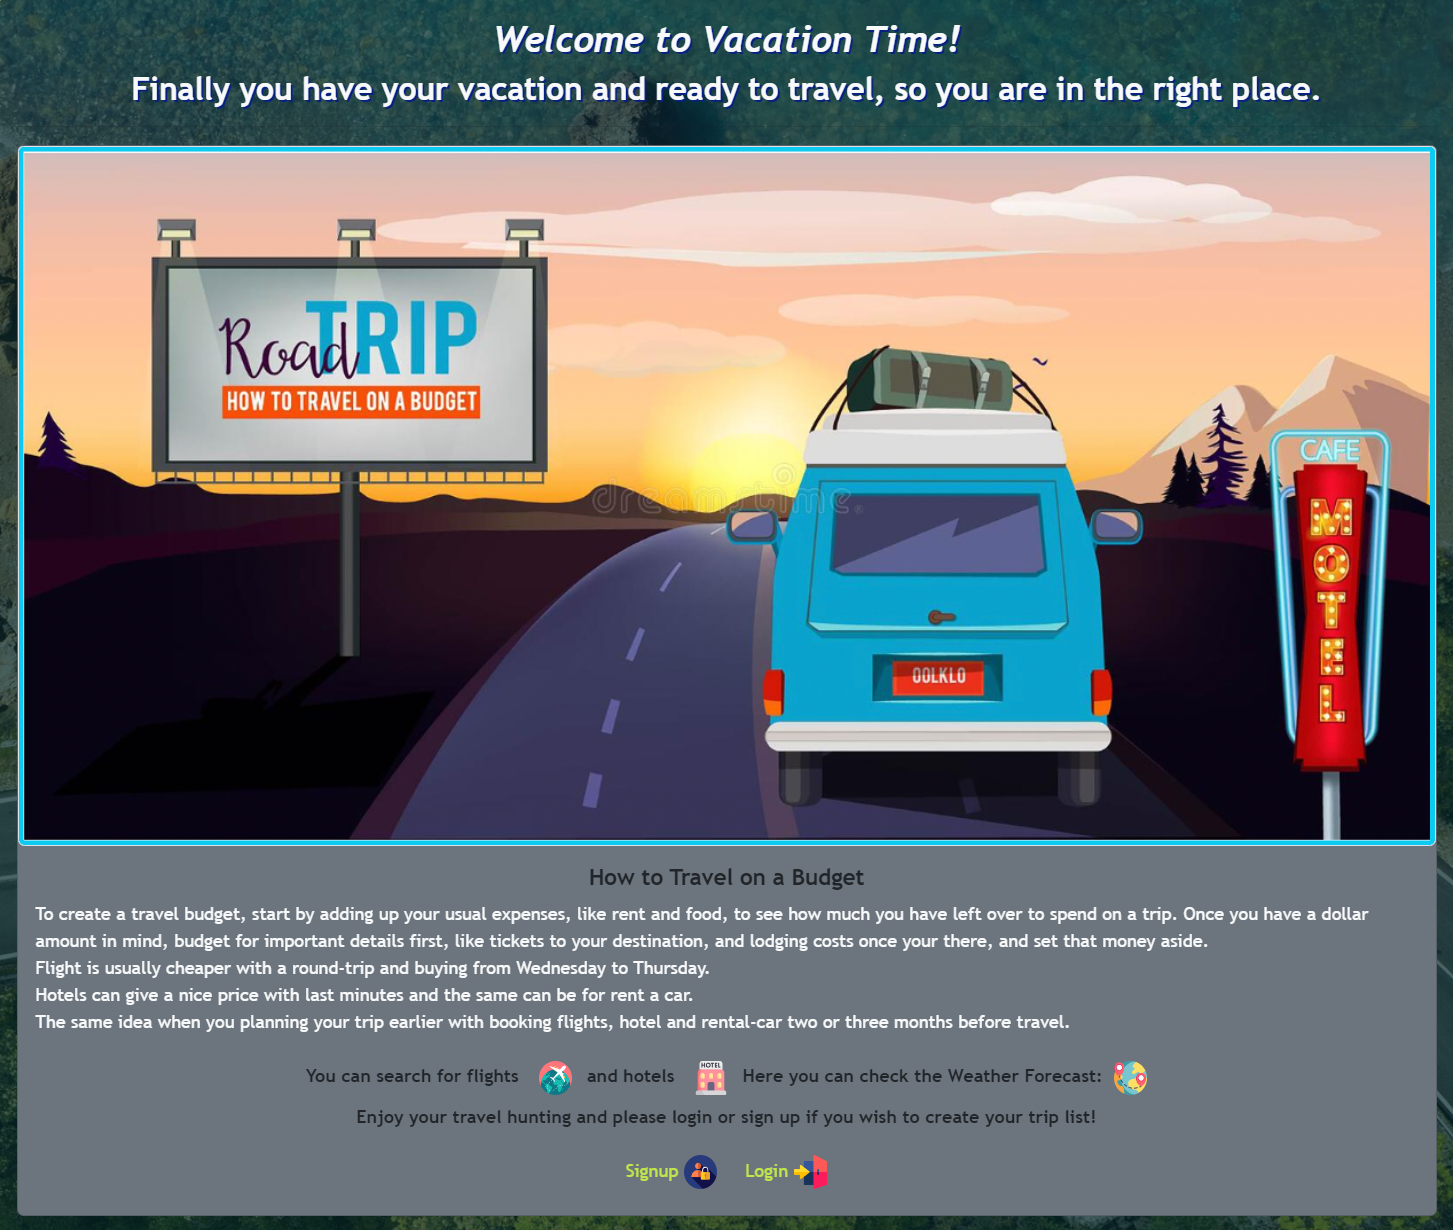 Welcome to Vacation Time!
Finally you have your vacation and ready to travel, so you are in the right place.
Road TRIP
HOW TO TRAVEL ON A BUDGET
CAFE
MOTEL
dreamstime
OOLKLO
How to Travel on a Budget
To create a travel budget, start by adding up your usual expenses, like rent and food, to see how much you have left over to spend on a trip. Once you have a dollar
amount in mind, budget for important details first, like tickets to your destination, and lodging costs once your there, and set that money aside.
Flight is usually cheaper with a round-trip and buying from Wednesday to Thursday.
Hotels can give a nice price with last minutes and the same can be for rent a car.
The same idea when you planning your trip earlier with booking flights, hotel and rental-car two or three months before travel.
You can search for flights and hotels HOTEL Here you can check the Weather Forecast:
Enjoy your travel hunting and please login or sign up if you wish to create your trip list!
Signup Login